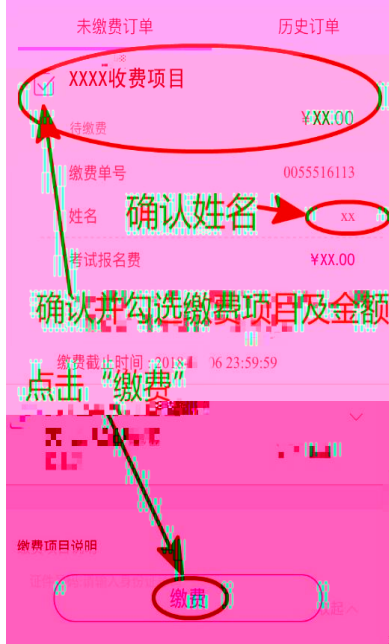 未缴费订单 历史订单
XXXX收费项目
待缴费 ¥XX.00
缴费单号 0055516113
姓名 确认姓名 xx
考试报名费 ¥XX.00
确认并勾选缴费项目及金额
缴费截止时间
23:59:59
点击“缴费”
缴费项目说明
缴费